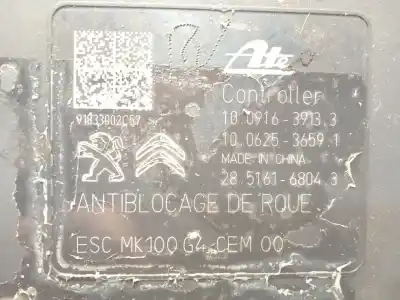 Ate
Controller
10.0916-3913.3
91833802C57
10.0625-3659.1
MADE IN CHINA
28.5161-6804.3
ANTIBLOCAGE DE ROUE
ESC MK100 G4 CEM 00